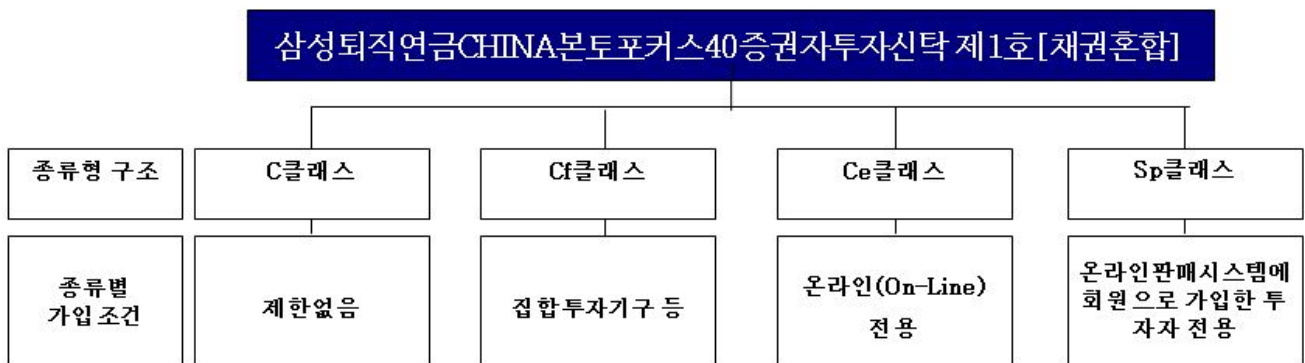 삼성퇴직연금CHINA본토포커스40증권자투자신탁 제1호[채권혼합]
종류형 구조
C클래스
Cf클래스
Ce클래스
Sp클래스
종류별
가입 조건
제한없음
집합투자기구 등
온라인(On-Line)
전용
온라인판매시스템에
회원으로 가입한 투
자자 전용